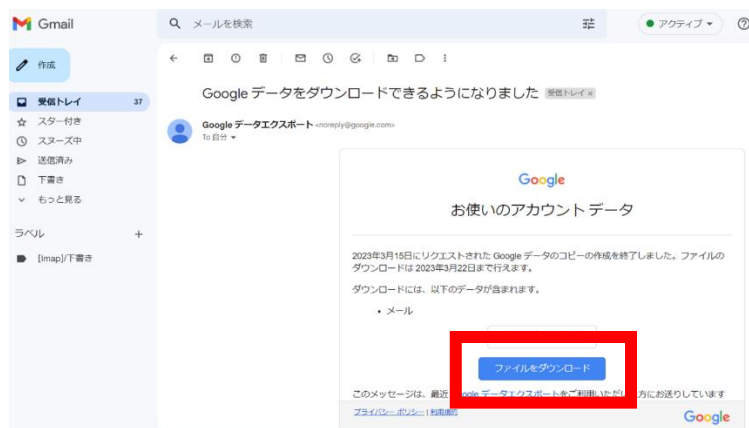 Gmail
メールを検索
アクティブ
作成
受信トレイ 37
スター付き
スヌーズ中
送信済み
下書き
もっと見る
ラベル +
[Imap]/下書き
Google データをダウンロードできるようになりました 受信トレイ ×
Google データエクスポート <noreply@google.com>
To 自分
Google
お使いのアカウント データ
2023年3月15日にリクエストされた Google データのコピーの作成を終了しました。ファイルの
ダウンロードは 2023年3月22日まで行えます。
ダウンロードには、以下のデータが含まれます。
• メール
ファイルをダウンロード
このメッセージは、最近 Google データエクスポートをご利用いただいた方にお送りしています
プライバシー ポリシー | 利用規約
Google